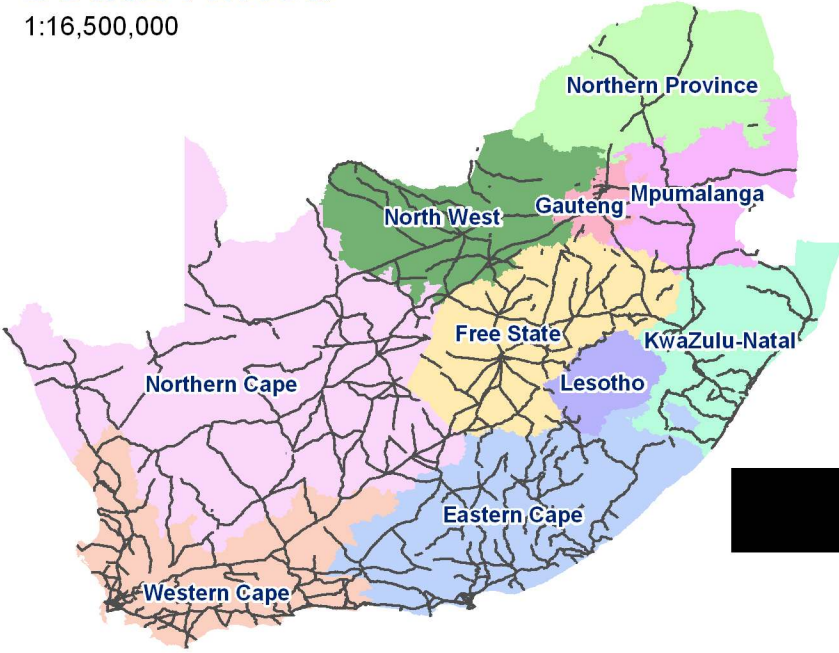 1:16,500,000
Northern Province
Mpumalanga
Gauteng
North West
Free State
KwaZulu-Natal
Northern Cape
Lesotho
Eastern Cape
Western Cape